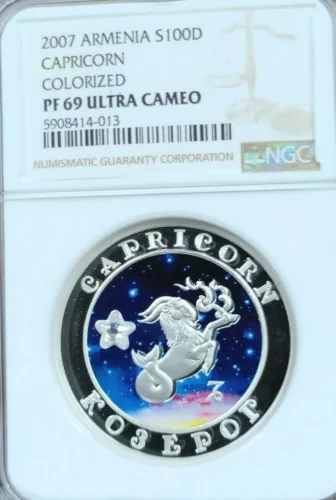 2007 ARMENIA S100D
CAPRICORN
COLORIZED
PF 69 ULTRA CAMEO
5908414-013
NUMISMATIC GUARANTY CORPORATION
NGC
CAPRICORN
КОЗЕРОГ